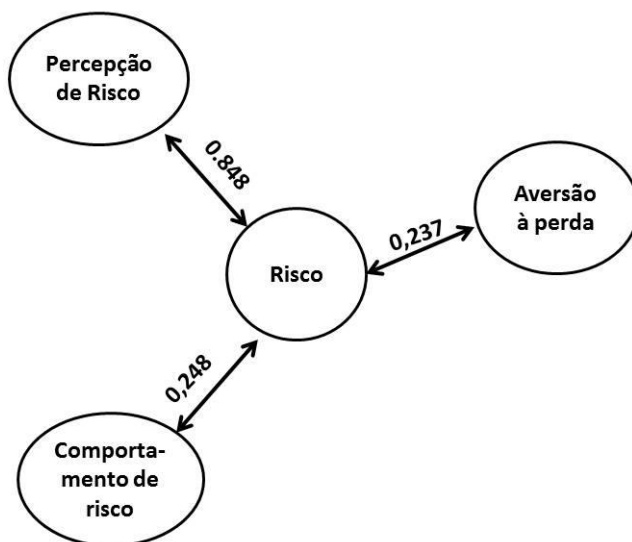 Percepção
de Risco
0.848
Aversão
à perda
0,237
Risco
0,248
Comporta-
mento de
risco